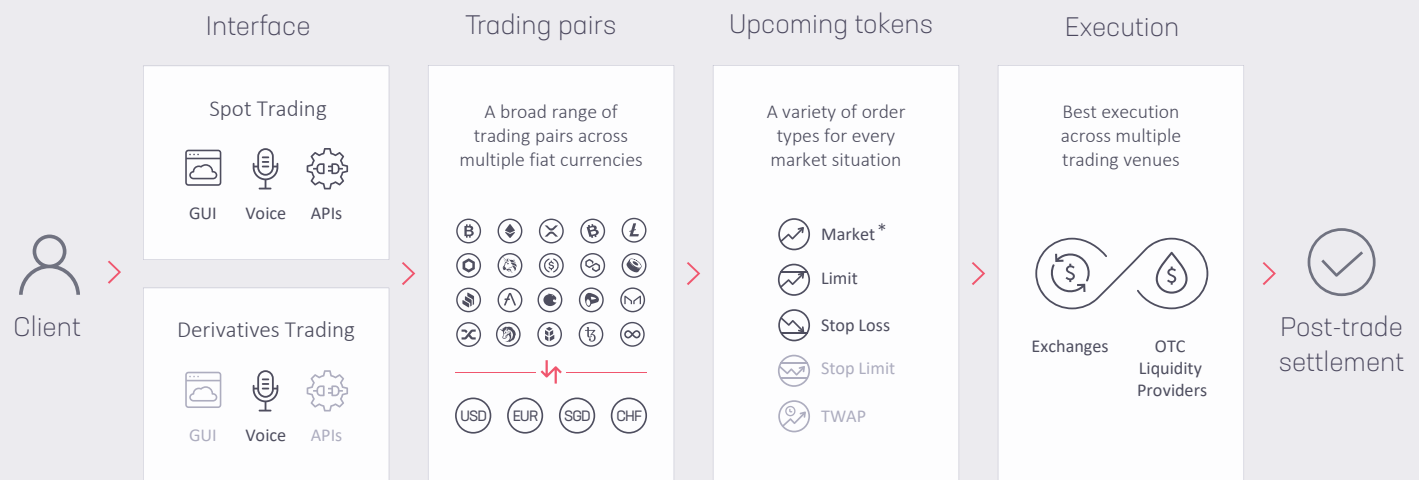 Interface
Trading pairs
Upcoming tokens
Execution
Client
Spot Trading
GUI
Voice
APIs
Derivatives Trading
GUI
Voice
APIs
A broad range of
trading pairs across
multiple fiat currencies
USD
EUR
SGD
CHF
A variety of order
types for every
market situation
Market*
Limit
Stop Loss
Stop Limit
TWAP
Best execution
across multiple
trading venues
Exchanges
OTC
Liquidity
Providers
Post-trade
settlement